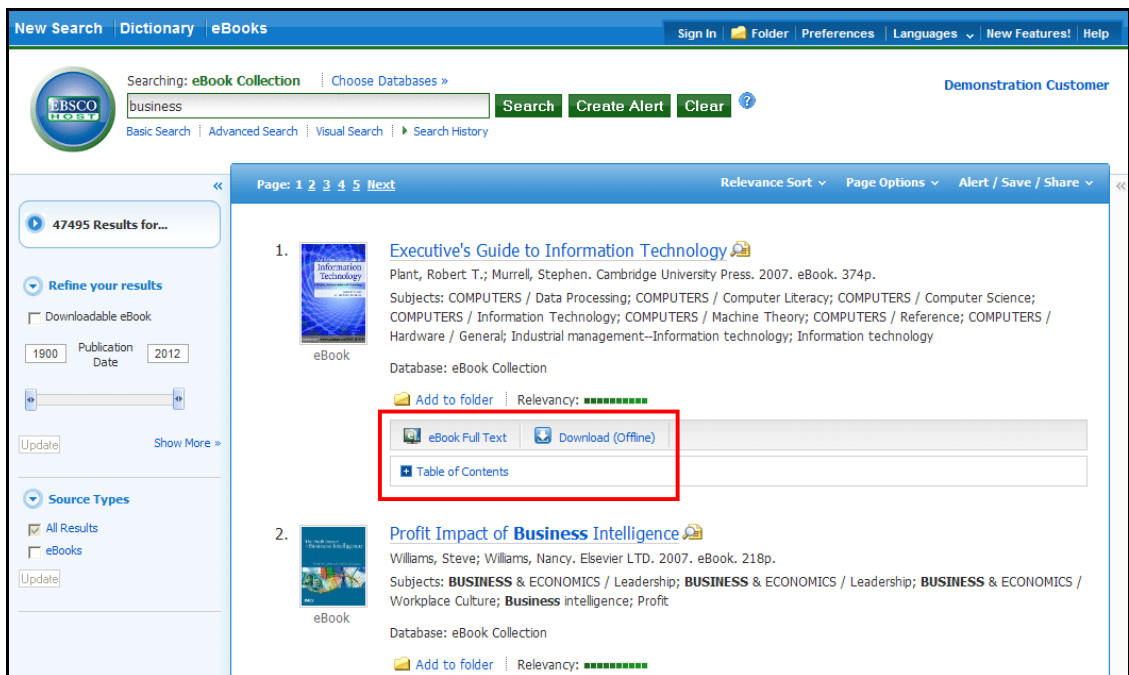 New Search Dictionary eBooks
Sign In Folder Preferences Languages New Features! Help
EBSCO
HOST
Searching: eBook Collection Choose Databases »
Demonstration Customer
business
Search Create Alert Clear ?
Basic Search Advanced Search Visual Search Search History
«
Page: 1 2 3 4 5 Next
Relevance Sort Page Options Alert / Save / Share
«
47495 Results for...
Refine your results
Downloadable eBook
1900 Publication Date 2012
Update Show More »
Source Types
All Results
eBooks
Update
1.
Information
Technology
eBook
Executive's Guide to Information Technology
Plant, Robert T.; Murrell, Stephen. Cambridge University Press. 2007. eBook. 374p.
Subjects: COMPUTERS / Data Processing; COMPUTERS / Computer Literacy; COMPUTERS / Computer Science;
COMPUTERS / Information Technology; COMPUTERS / Machine Theory; COMPUTERS / Reference; COMPUTERS /
Hardware / General; Industrial management--Information technology; Information technology
Database: eBook Collection
Add to folder Relevancy:
eBook Full Text Download (Offline)
Table of Contents
2.
eBook
Profit Impact of Business Intelligence
Williams, Steve; Williams, Nancy. Elsevier LTD. 2007. eBook. 218p.
Subjects: BUSINESS & ECONOMICS / Leadership; BUSINESS & ECONOMICS / Leadership; BUSINESS & ECONOMICS /
Workplace Culture; Business intelligence; Profit
Database: eBook Collection
Add to folder Relevancy: